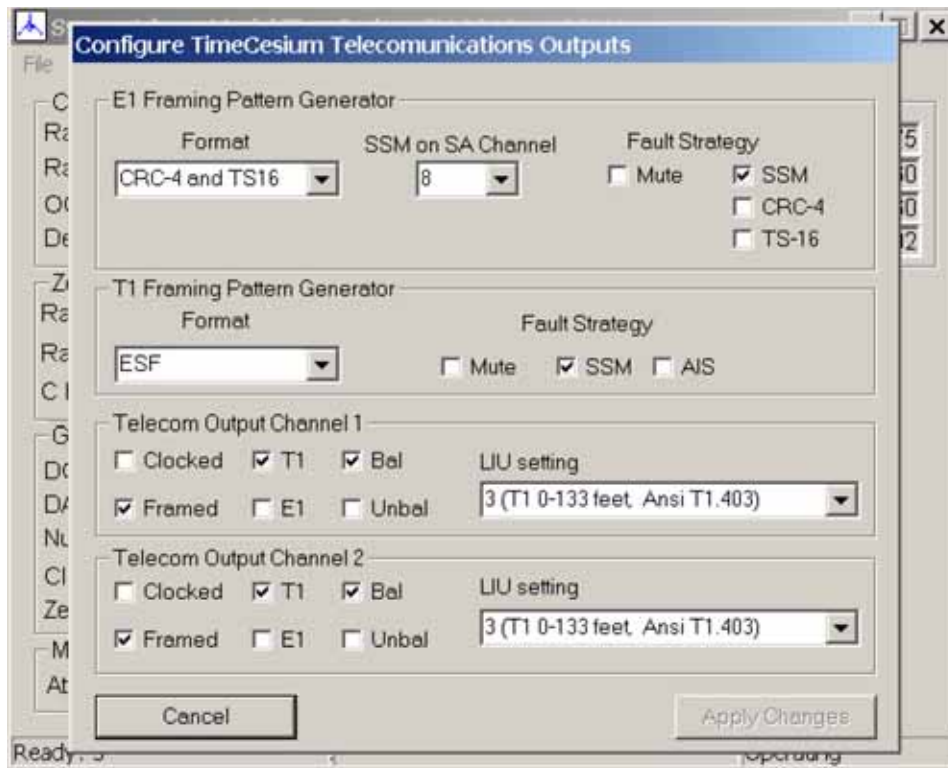 Configure TimeCesium Telecomunications Outputs
File
E1 Framing Pattern Generator
Format
SSM on SA Channel
Fault Strategy
CRC-4 and TS16
8
Mute
SSM
CRC-4
TS-16
T1 Framing Pattern Generator
Format
Fault Strategy
ESF
Mute
SSM
AIS
Telecom Output Channel 1
Clocked
T1
Bal
LIU setting
Framed
E1
Unbal
3 (T1 0-133 feet, Ansi T1.403)
Telecom Output Channel 2
Clocked
T1
Bal
LIU setting
Framed
E1
Unbal
3 (T1 0-133 feet, Ansi T1.403)
Cancel
Apply Changes
Operating